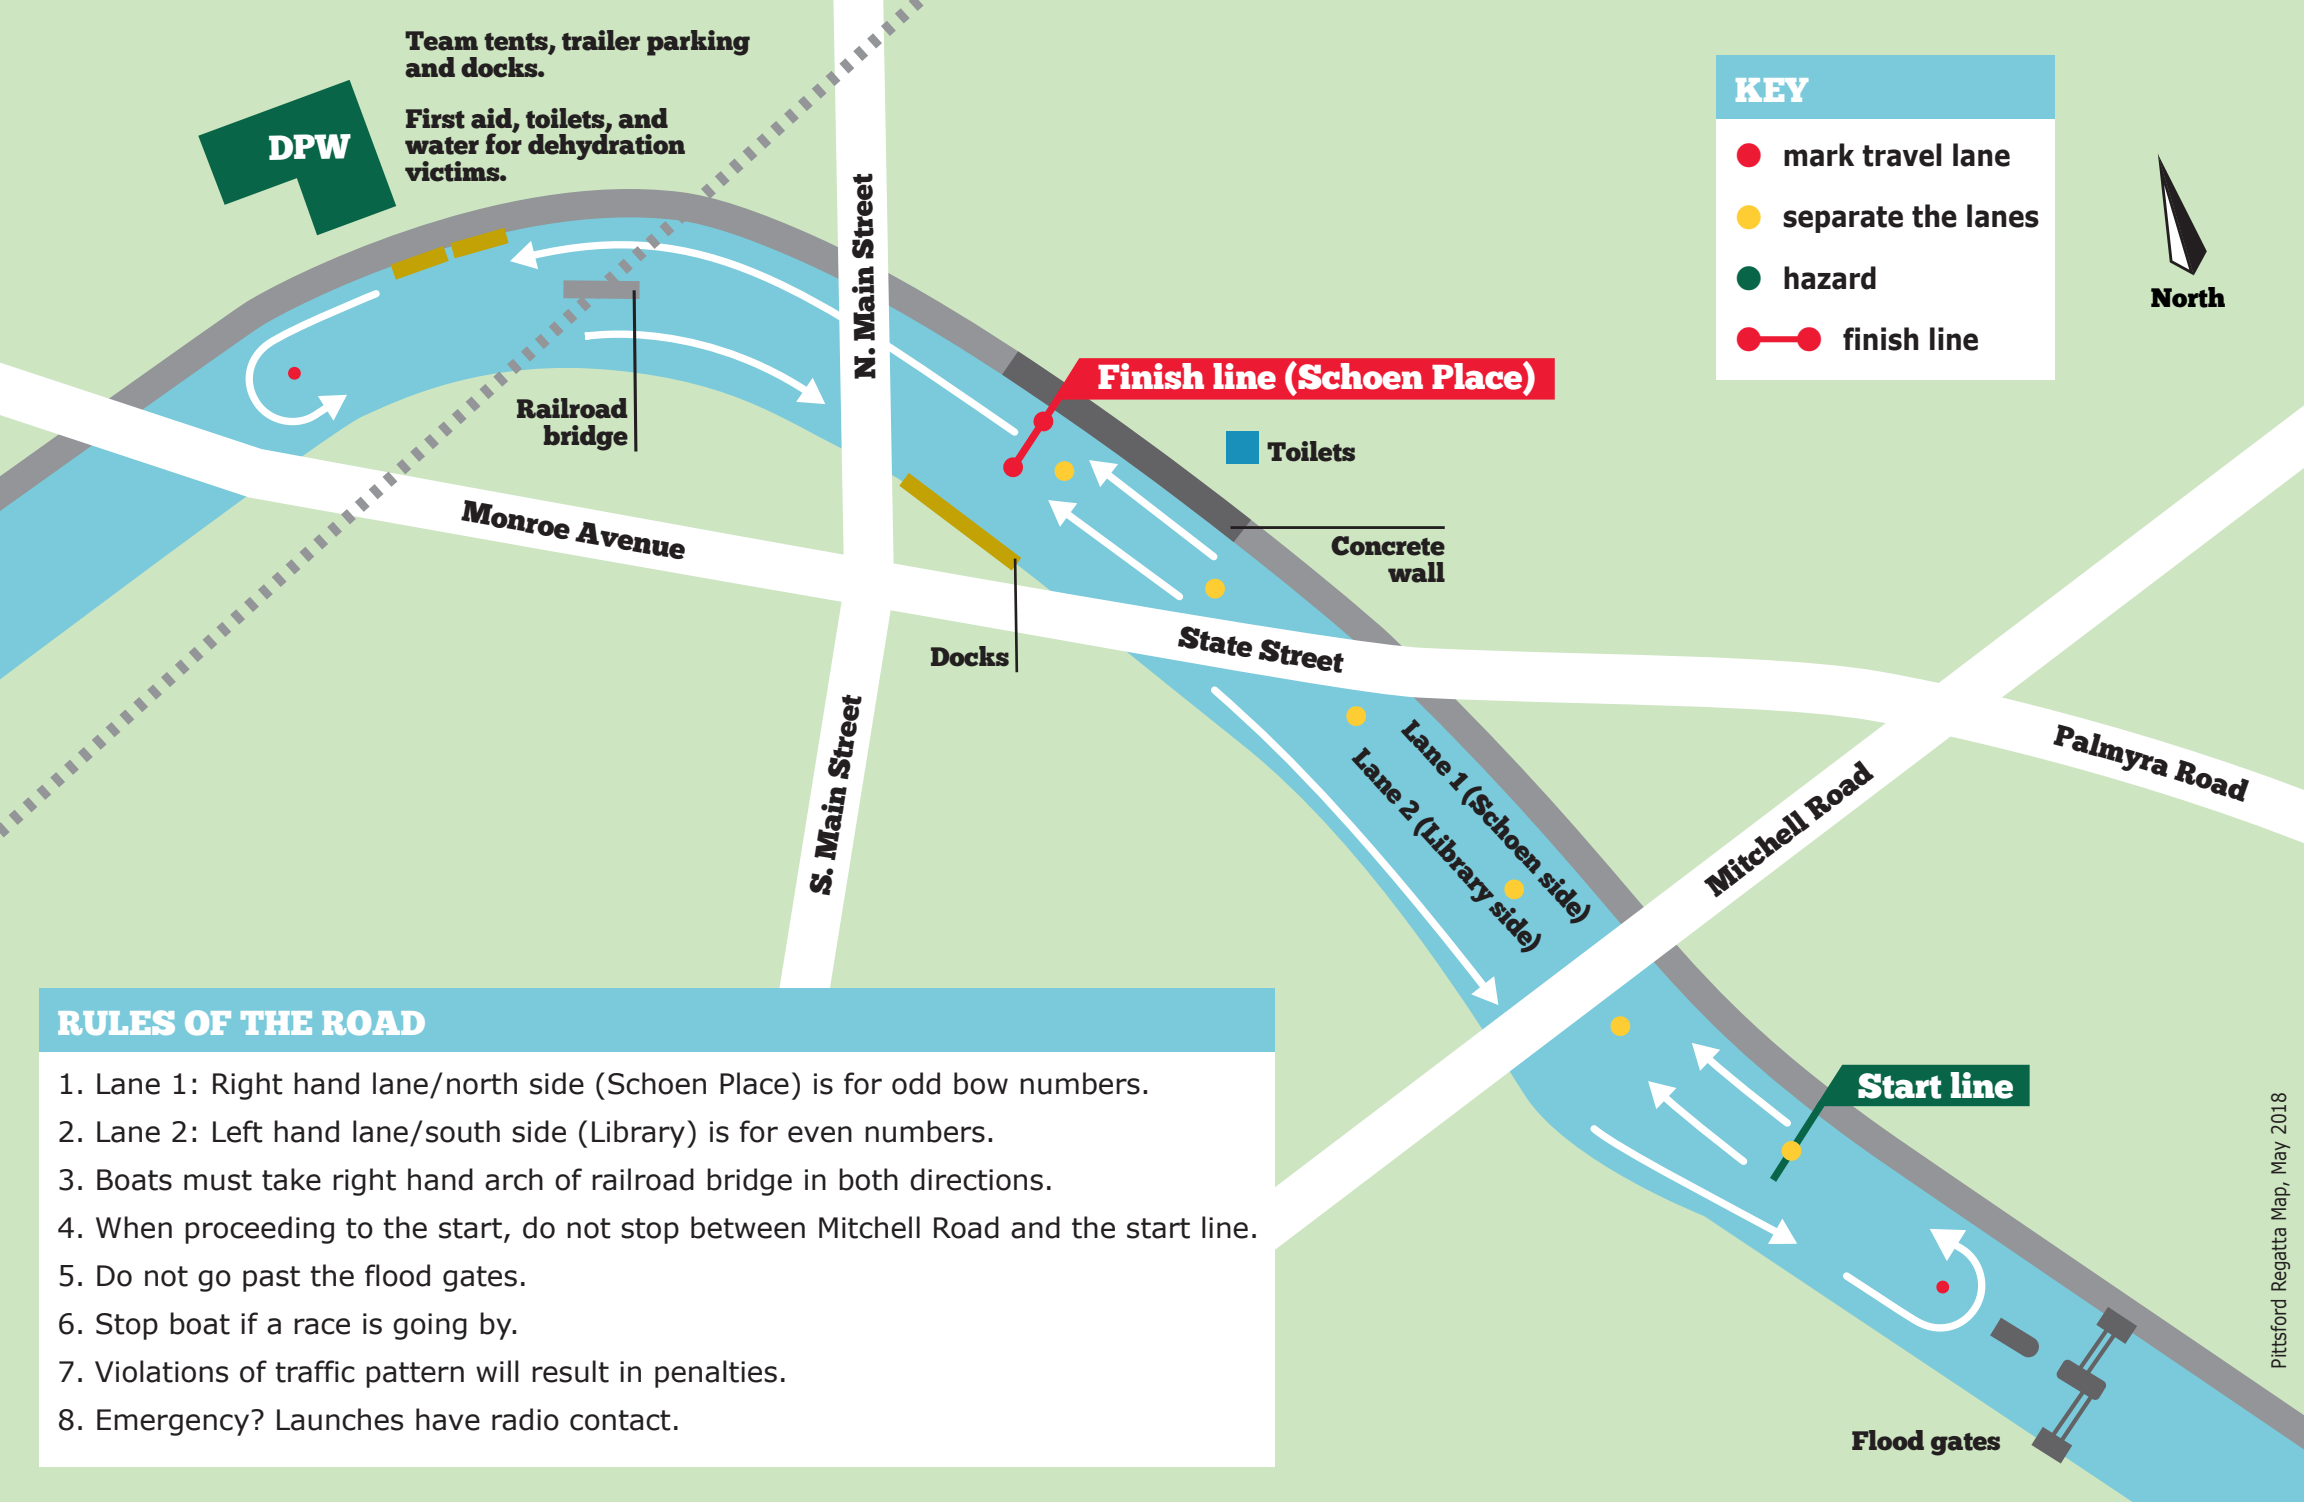 Team tents, trailer parking
and docks.
First aid, toilets, and
water for dehydration
victims.
DPW
KEY
mark travel lane
separate the lanes
hazard
finish line
North
N. Main Street
Finish line (Schoen Place)
Railroad
bridge
Toilets
Monroe Avenue
Concrete
wall
Docks
State Street
S. Main Street
Lane 1 (Schoen side)
Lane 2 (Library side)
Palmyra Road
Mitchell Road
RULES OF THE ROAD
1. Lane 1: Right hand lane/north side (Schoen Place) is for odd bow numbers.
2. Lane 2: Left hand lane/south side (Library) is for even numbers.
3. Boats must take right hand arch of railroad bridge in both directions.
4. When proceeding to the start, do not stop between Mitchell Road and the start line.
5. Do not go past the flood gates.
6. Stop boat if a race is going by.
7. Violations of traffic pattern will result in penalties.
8. Emergency? Launches have radio contact.
Start line
Flood gates
Pittsford Regatta Map, May 2018